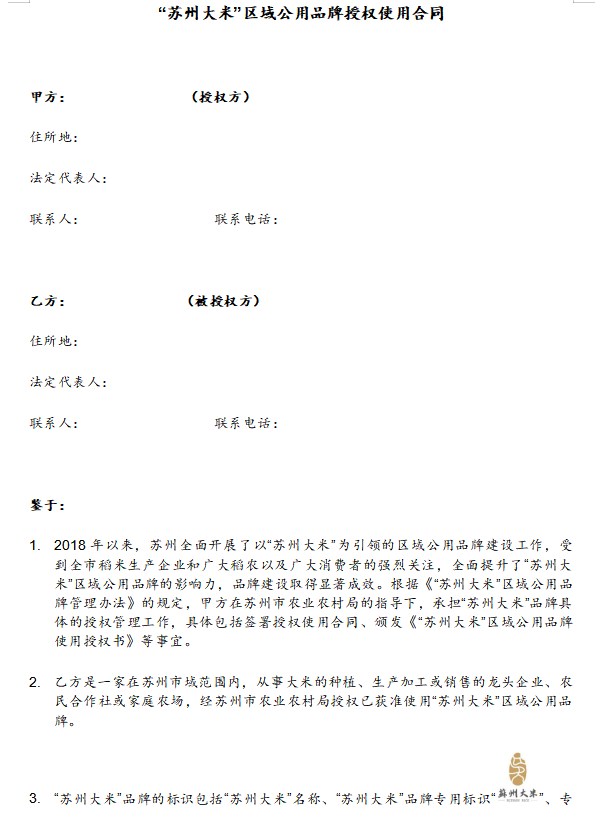 “苏州大米”区域公用品牌授权使用合同
甲方： （授权方）
住所地：
法定代表人：
联系人： 联系电话：
乙方： （被授权方）
住所地：
法定代表人：
联系人： 联系电话：
鉴于：
1. 2018 年以来，苏州全面开展了以“苏州大米”为引领的区域公用品牌建设工作，受
到全市稻米生产企业和广大稻农以及广大消费者的强烈关注，全面提升了“苏州大
米”区域公用品牌的影响力，品牌建设取得显著成效。根据《“苏州大米”区域公用品
牌管理办法》的规定，甲方在苏州市农业农村局的指导下，承担“苏州大米”品牌具
体的授权管理工作，具体包括签署授权使用合同、颁发《“苏州大米”区域公用品牌
使用授权书》等事宜。
2. 乙方是一家在苏州市域范围内，从事大米的种植、生产加工或销售的龙头企业、农
民合作社或家庭农场，经苏州市农业农村局授权已获准使用“苏州大米”区域公用品
牌。
蘇州大米
3. “苏州大米”品牌的标识包括“苏州大米”名称、“苏州大米”品牌专用标识“ ”、专